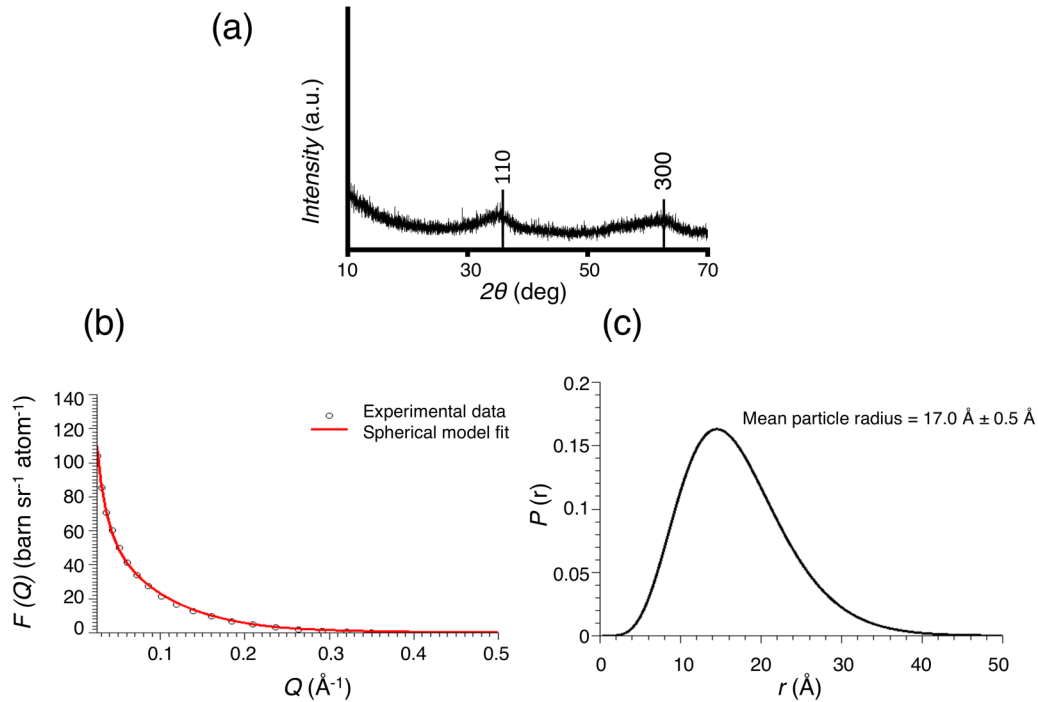 (a)
Intensity (a.u.)
110
300
10 30 50 70
2θ (deg)
(b)
F (Q) (barn sr⁻¹ atom⁻¹)
140
120
100
80
60
40
20
0
Experimental data
Spherical model fit
0.1 0.2 0.3 0.4 0.5
Q (Å⁻¹)
(c)
P (r)
0.2
0.15
0.1
0.05
0
Mean particle radius = 17.0 Å ± 0.5 Å
0 10 20 30 40 50
r (Å)